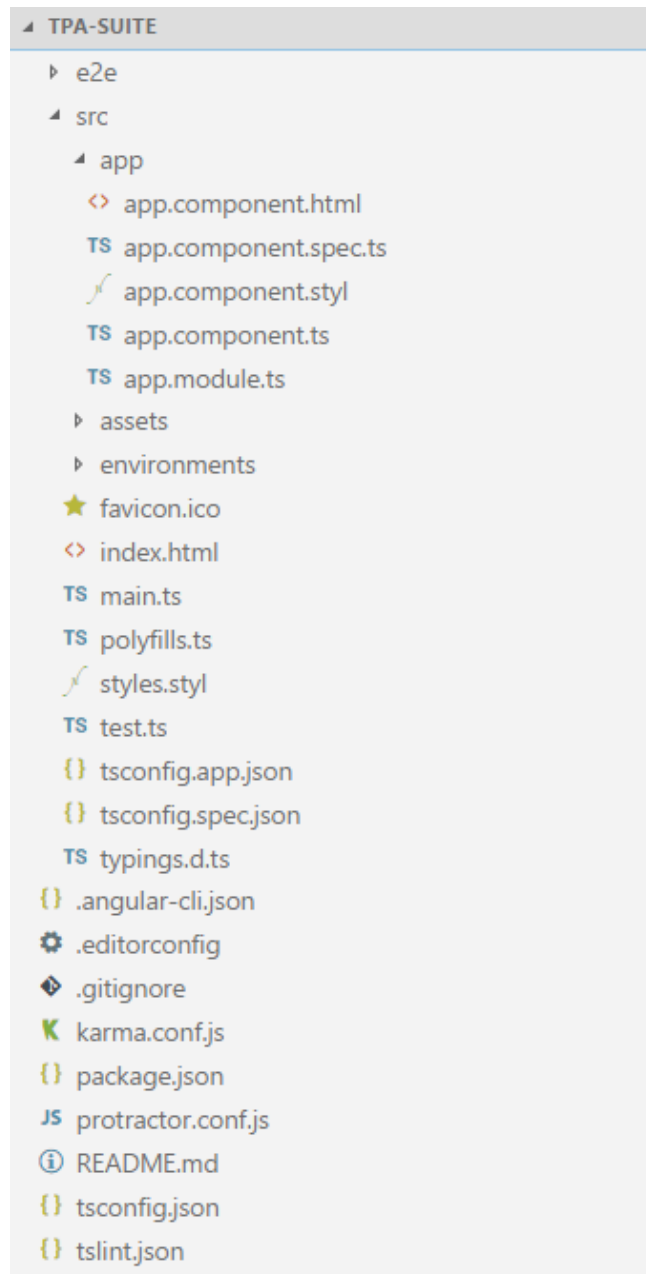 TPA-SUITE
e2e
src
app
<> app.component.html
TS app.component.spec.ts
app.component.styl
TS app.component.ts
TS app.module.ts
assets
environments
favicon.ico
<> index.html
TS main.ts
TS polyfills.ts
styles.styl
TS test.ts
{} tsconfig.app.json
{} tsconfig.spec.json
TS typings.d.ts
{} .angular-cli.json
.editorconfig
.gitignore
K karma.conf.js
{} package.json
JS protractor.conf.js
README.md
{} tsconfig.json
{} tslint.json